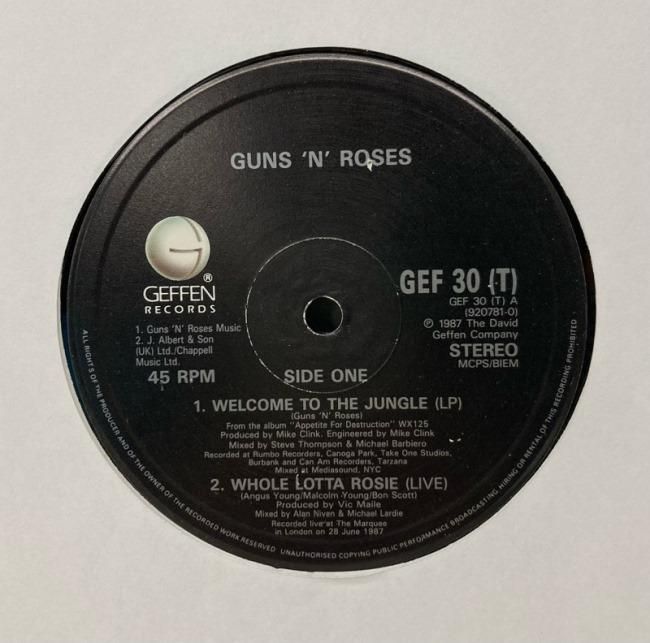 GUNS 'N' ROSES
G
®
GEFFEN
RECORDS
GEF 30 (T)
GEF 30 (T) A
(920781-0)
℗ 1987 The David
Geffen Company
STEREO
MCPS/BIEM
1. Guns 'N' Roses Music
2. J. Albert & Son
(UK) Ltd./Chappell
Music Ltd.
45 RPM
SIDE ONE
1. WELCOME TO THE JUNGLE (LP)
(Guns 'N' Roses)
From the album "Appetite For Destruction" WX125
Produced by Mike Clink. Engineered by Mike Clink
Mixed by Steve Thompson & Michael Barbiero
Recorded at Rumbo Recorders, Canoga Park, Take One Studios,
Burbank and Can Am Recorders, Tarzana
Mixed at Mediasound, NYC
2. WHOLE LOTTA ROSIE (LIVE)
(Angus Young/Malcolm Young/Bon Scott)
Produced by Vic Maile
Mixed by Alan Niven & Michael Lardie
Recorded live at The Marquee
in London on 28 June 1987
ALL RIGHTS OF THE PRODUCER AND OF THE OWNER OF THE RECORDED WORK RESERVED UNAUTHORISED COPYING PUBLIC PERFORMANCE BROADCASTING HIRING OR RENTAL OF THIS RECORDING PROHIBITED